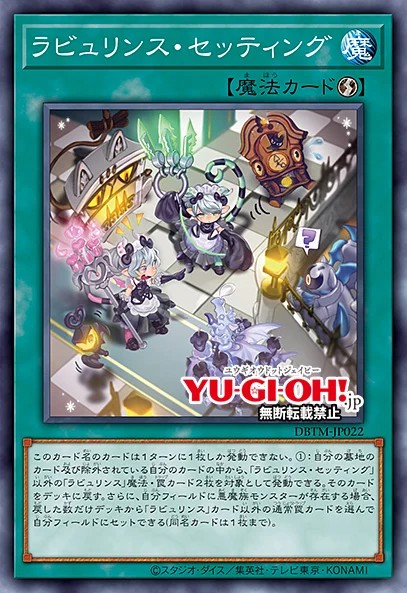 ラビュリンス・セッティング
魔
【魔法カード】
?
ユウギオウドットジェイピー
YU-GI-OH!.jp
無断転載禁止
DBTM-JP022
このカード名のカードは1ターンに1枚しか発動できない。①:自分の墓地の
カード及び除外されている自分のカードの中から、「ラビュリンス・セッティング」
以外の「ラビュリンス」魔法・罠カード2枚を対象として発動できる。そのカード
をデッキに戻す。さらに、自分フィールドに悪魔族モンスターが存在する場合、
戻した数だけデッキから「ラビュリンス」カード以外の通常罠カードを選んで
自分フィールドにセットできる(同名カードは1枚まで)。
©スタジオ・ダイス/集英社・テレビ東京・KONAMI